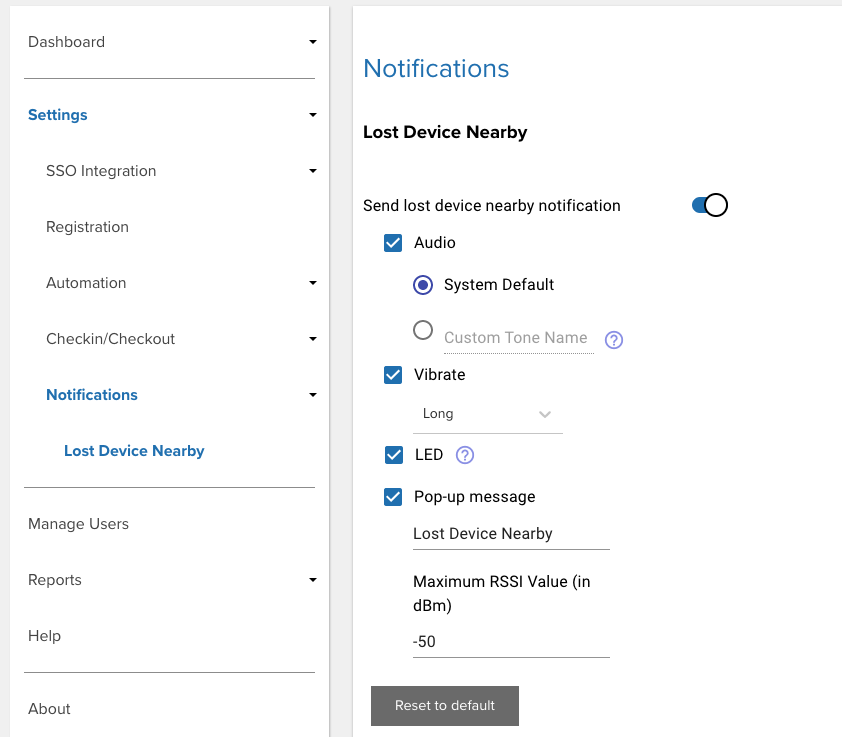 Dashboard
Settings
SSO Integration
Registration
Automation
Checkin/Checkout
Notifications
Lost Device Nearby
Manage Users
Reports
Help
About
Notifications
Lost Device Nearby
Send lost device nearby notification
Audio
System Default
Custom Tone Name ?
Vibrate
Long
LED ?
Pop-up message
Lost Device Nearby
Maximum RSSI Value (in
dBm)
-50
Reset to default